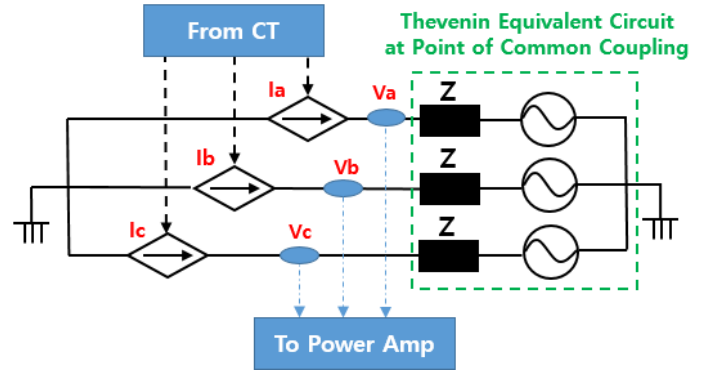 From CT
Thevenin Equivalent Circuit
at Point of Common Coupling
Ia
Va
Z
Ib
Vb
Z
Ic
Vc
Z
To Power Amp